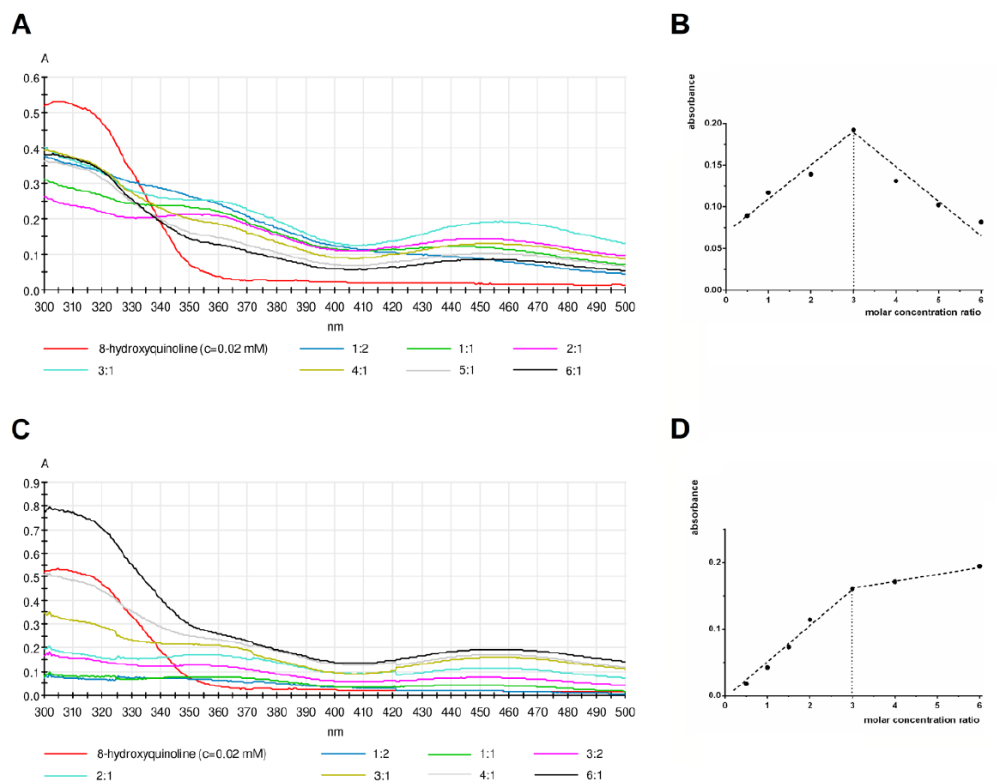 A
A
0.6
0.5
0.4
0.3
0.2
0.1
0.0
300 310 320 330 340 350 360 370 380 390 400 410 420 430 440 450 460 470 480 490 500
nm
8-hydroxyquinoline (c=0.02 mM) 1:2 1:1 2:1
3:1 4:1 5:1 6:1
B
absorbance
0.20
0.15
0.10
0.05
0.00
1 2 3 4 5 6
molar concentration ratio
C
A
0.9
0.8
0.7
0.6
0.5
0.4
0.3
0.2
0.1
0.0
300 310 320 330 340 350 360 370 380 390 400 410 420 430 440 450 460 470 480 490 500
nm
8-hydroxyquinoline (c=0.02 mM) 1:2 1:1 3:2
2:1 3:1 4:1 6:1
D
absorbance
0.2
0.1
0.0
0 1 2 3 4 5 6
molar concentration ratio